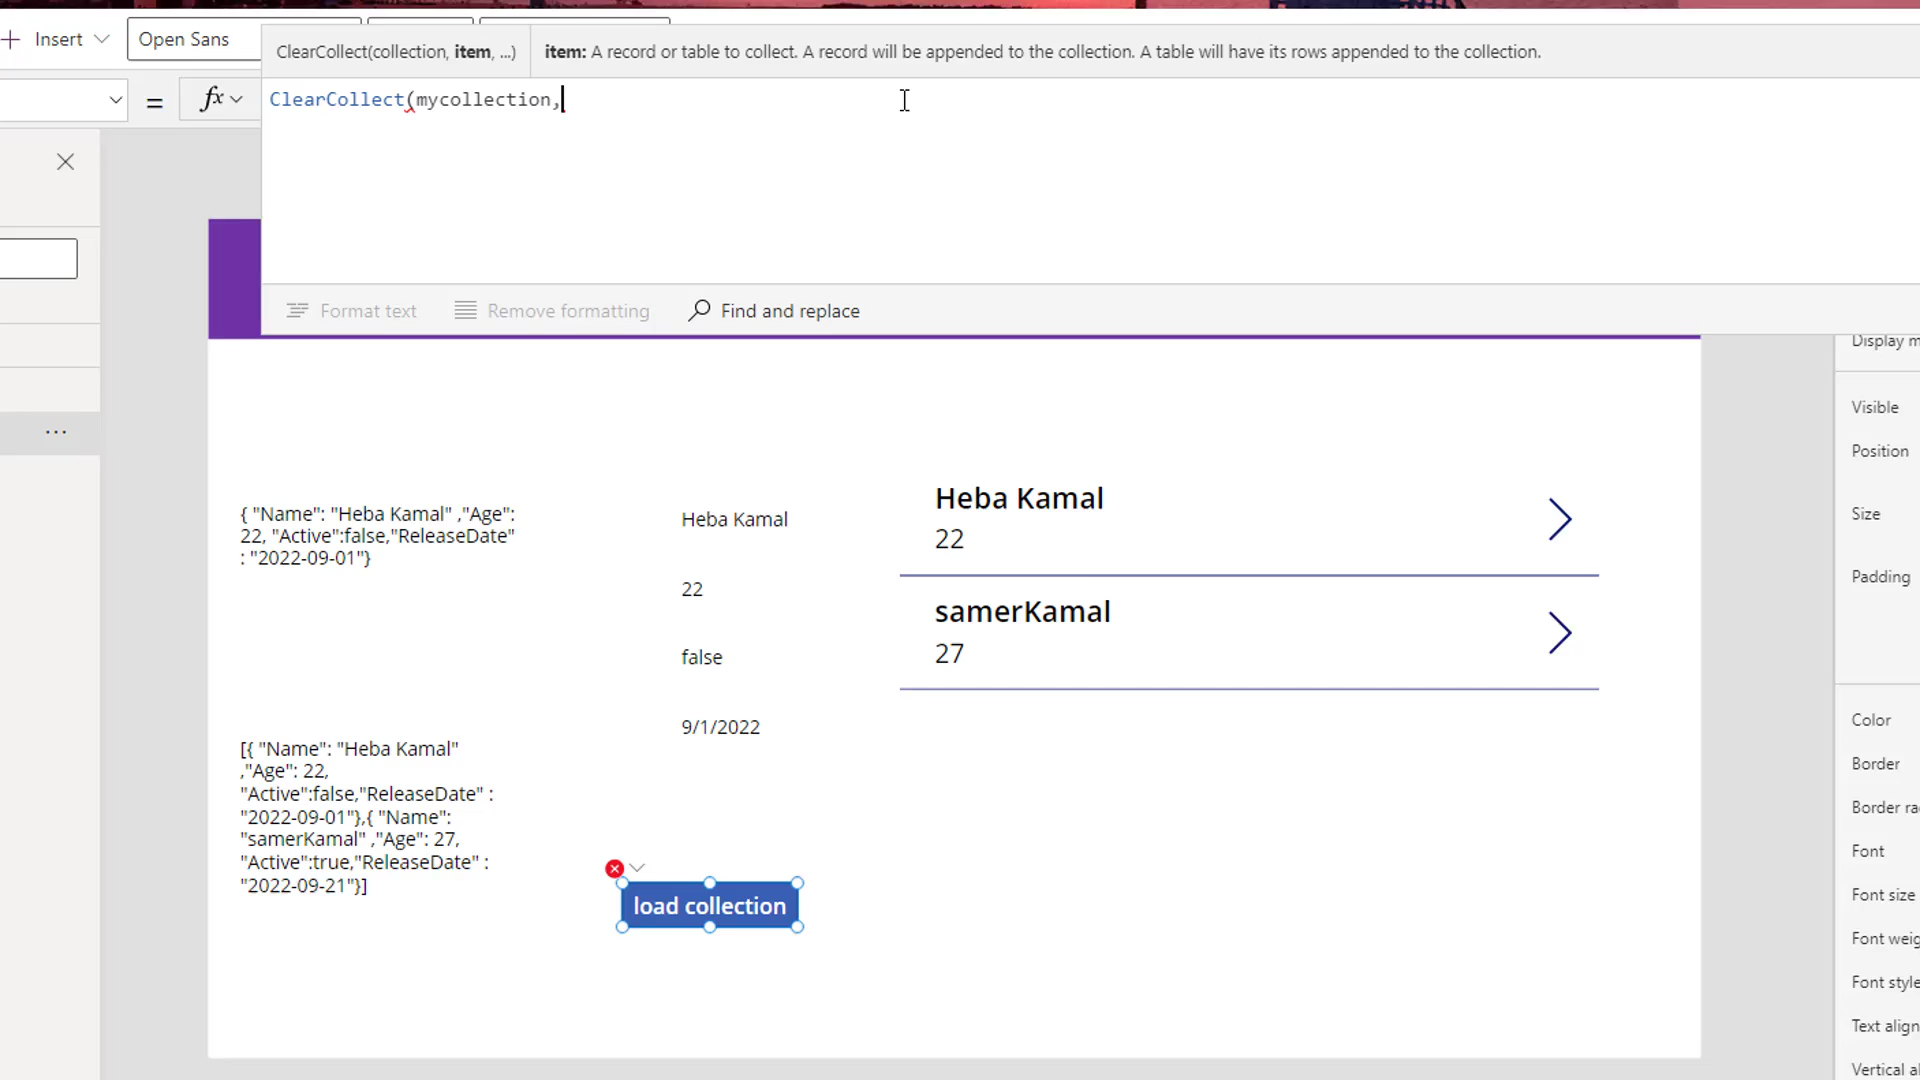 Insert
Open Sans
ClearCollect(collection, item, ...)
item: A record or table to collect. A record will be appended to the collection. A table will have its rows appended to the collection.
=
fx
ClearCollect(mycollection,
Format text
Remove formatting
Find and replace
{ "Name": "Heba Kamal" ,"Age":
22, "Active":false,"ReleaseDate"
: "2022-09-01"}
[{ "Name": "Heba Kamal"
,"Age": 22,
"Active":false,"ReleaseDate" :
"2022-09-01"},{ "Name":
"samerKamal" ,"Age": 27,
"Active":true,"ReleaseDate" :
"2022-09-21"}]
Heba Kamal
22
false
9/1/2022
load collection
Heba Kamal
22
samerKamal
27
Display m
Visible
Position
Size
Padding
Color
Border
Border ra
Font
Font size
Font weig
Font style
Text align
Vertical al